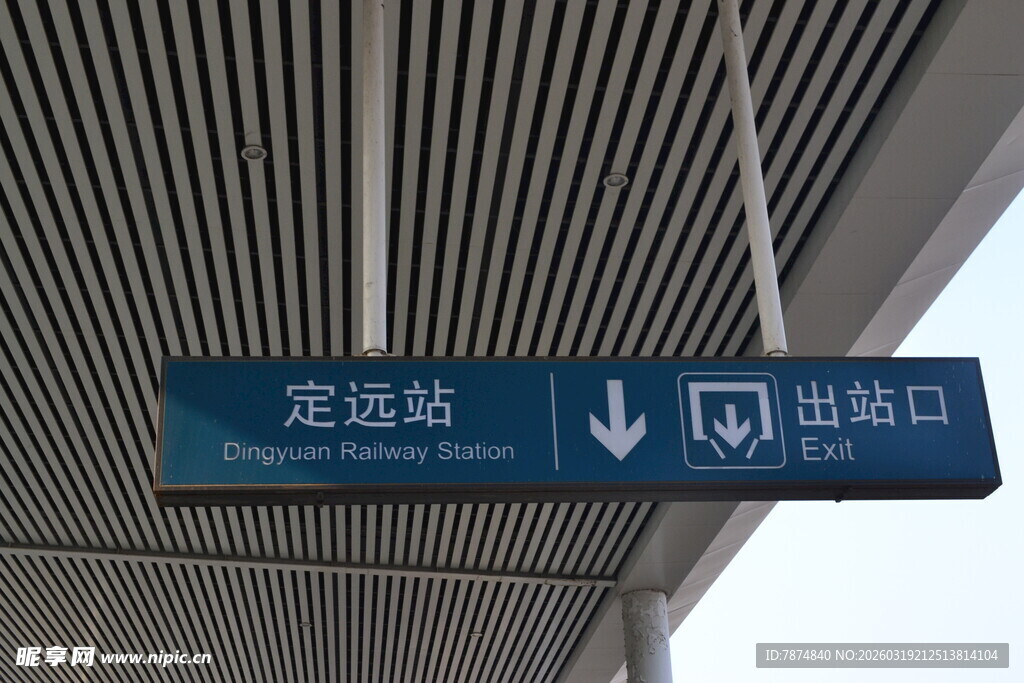 定远站
Dingyuan Railway Station
出站口
Exit
昵享网 www.nipic.cn
ID:7874840 NO:20260319212513814104